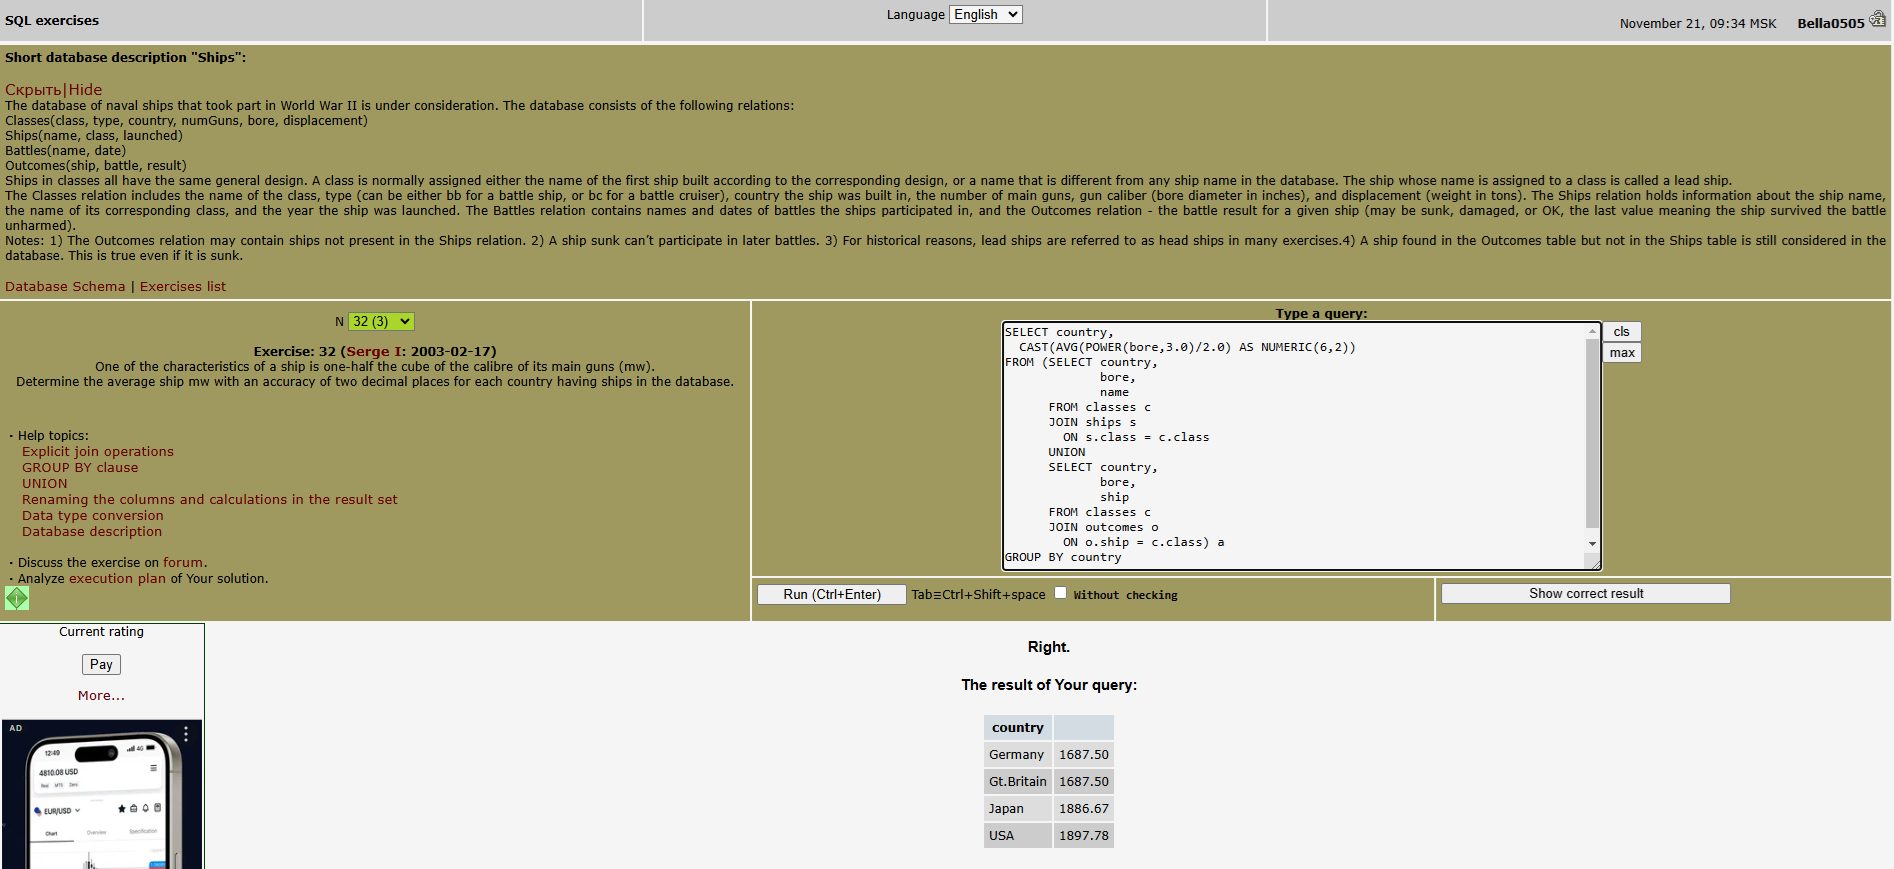 SQL exercises
Language English
November 21, 09:34 MSK Bella0505
Short database description "Ships":
Скрыть|Hide
The database of naval ships that took part in World War II is under consideration. The database consists of the following relations:
Classes(class, type, country, numGuns, bore, displacement)
Ships(name, class, launched)
Battles(name, date)
Outcomes(ship, battle, result)
Ships in classes all have the same general design. A class is normally assigned either the name of the first ship built according to the corresponding design, or a name that is different from any ship name in the database. The ship whose name is assigned to a class is called a lead ship.
The Classes relation includes the name of the class, type (can be either bb for a battle ship, or bc for a battle cruiser), country the ship was built in, the number of main guns, gun caliber (bore diameter in inches), and displacement (weight in tons). The Ships relation holds information about the ship name,
the name of its corresponding class, and the year the ship was launched. The Battles relation contains names and dates of battles the ships participated in, and the Outcomes relation - the battle result for a given ship (may be sunk, damaged, or OK, the last value meaning the ship survived the battle
unharmed).
Notes: 1) The Outcomes relation may contain ships not present in the Ships relation. 2) A ship sunk can't participate in later battles. 3) For historical reasons, lead ships are referred to as head ships in many exercises.4) A ship found in the Outcomes table but not in the Ships table is still considered in the
database. This is true even if it is sunk.
Database Schema | Exercises list
N 32 (3)
Exercise: 32 (Serge I: 2003-02-17)
One of the characteristics of a ship is one-half the cube of the calibre of its main guns (mw).
Determine the average ship mw with an accuracy of two decimal places for each country having ships in the database.
· Help topics:
Explicit join operations
GROUP BY clause
UNION
Renaming the columns and calculations in the result set
Data type conversion
Database description
· Discuss the exercise on forum.
· Analyze execution plan of Your solution.
Type a query:
SELECT country,
CAST(AVG(POWER(bore,3.0)/2.0) AS NUMERIC(6,2))
FROM (SELECT country,
bore,
name
FROM classes c
JOIN ships s
ON s.class = c.class
UNION
SELECT country,
bore,
ship
FROM classes c
JOIN outcomes o
ON o.ship = c.class) a
GROUP BY country
cls
max
Run (Ctrl+Enter) Tab≡Ctrl+Shift+space Without checking
Show correct result
Current rating
Pay
More...
AD
12:49 4G
4810.08 USD
Real MT5 Zero
EUR/USD
Chart Overview Specification
Right.
The result of Your query:
country
Germany 1687.50
Gt.Britain 1687.50
Japan 1886.67
USA 1897.78